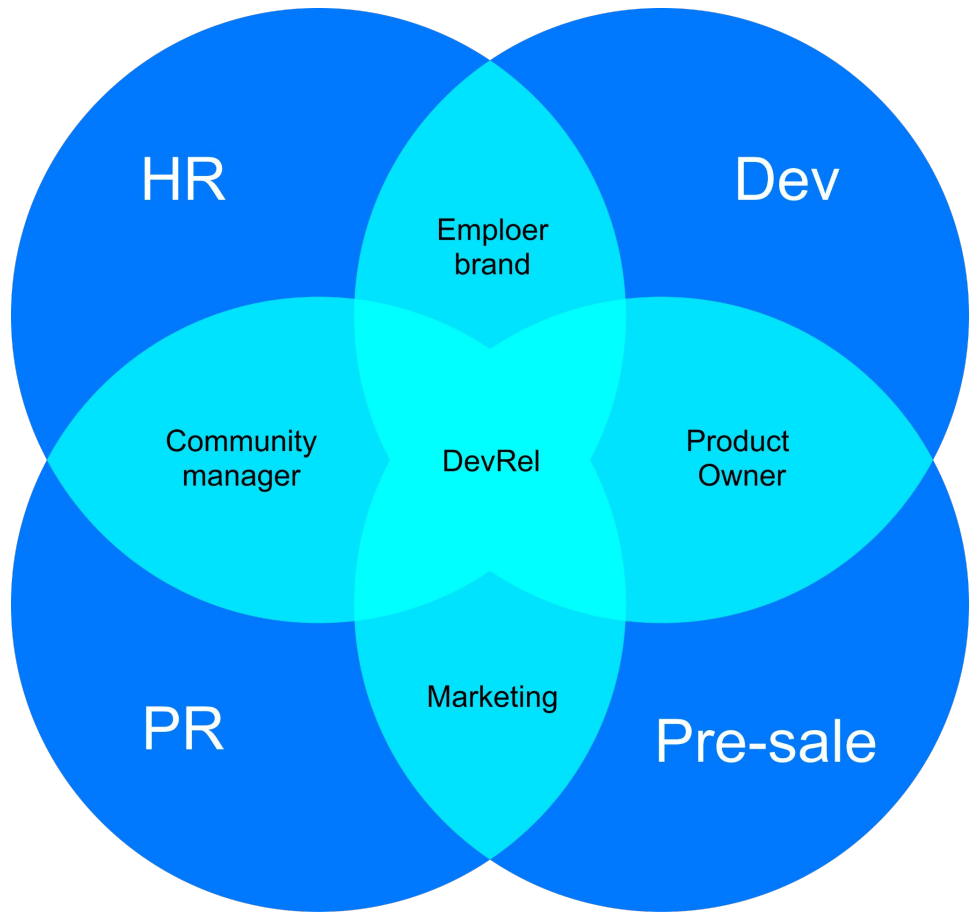 HR
Dev
Emploer
brand
Community
manager
DevRel
Product
Owner
Marketing
PR
Pre-sale